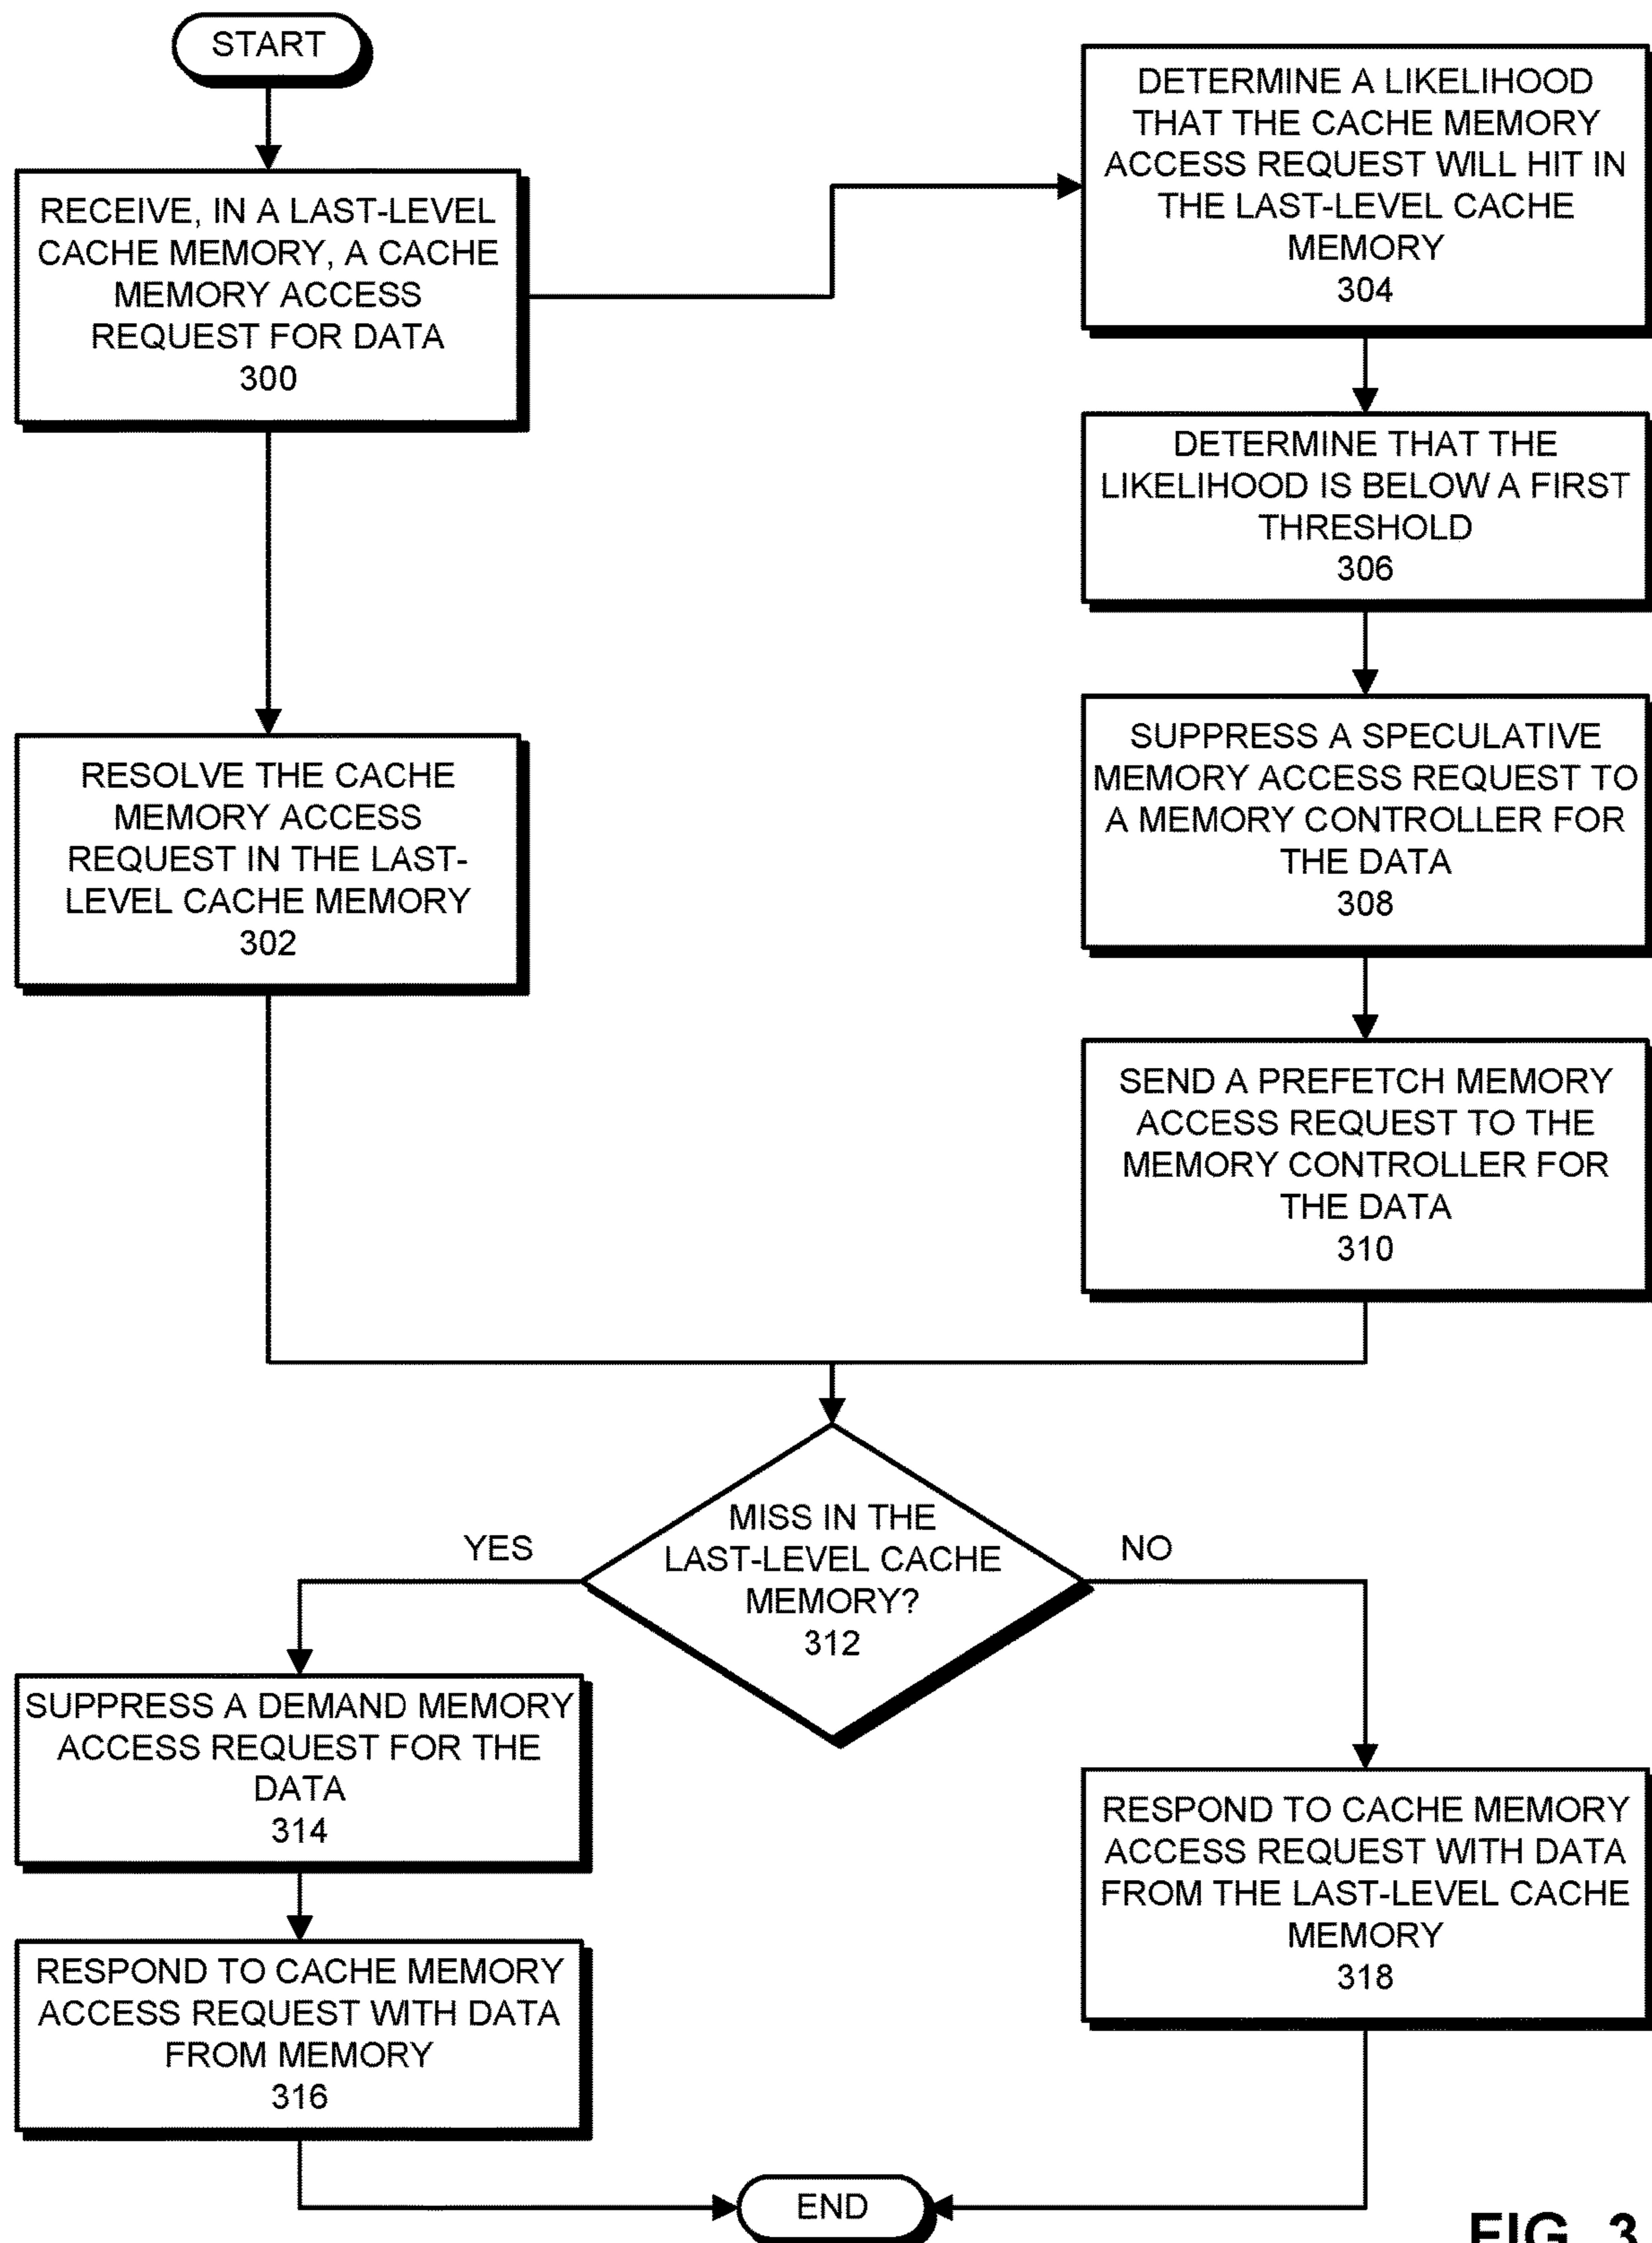 START
RECEIVE, IN A LAST-LEVEL
CACHE MEMORY, A CACHE
MEMORY ACCESS
REQUEST FOR DATA
300
DETERMINE A LIKELIHOOD
THAT THE CACHE MEMORY
ACCESS REQUEST WILL HIT IN
THE LAST-LEVEL CACHE
MEMORY
304
DETERMINE THAT THE
LIKELIHOOD IS BELOW A FIRST
THRESHOLD
306
RESOLVE THE CACHE
MEMORY ACCESS
REQUEST IN THE LAST-
LEVEL CACHE MEMORY
302
SUPPRESS A SPECULATIVE
MEMORY ACCESS REQUEST TO
A MEMORY CONTROLLER FOR
THE DATA
308
SEND A PREFETCH MEMORY
ACCESS REQUEST TO THE
MEMORY CONTROLLER FOR
THE DATA
310
MISS IN THE
LAST-LEVEL CACHE
MEMORY?
312
YES
NO
SUPPRESS A DEMAND MEMORY
ACCESS REQUEST FOR THE
DATA
314
RESPOND TO CACHE MEMORY
ACCESS REQUEST WITH DATA
FROM MEMORY
316
RESPOND TO CACHE MEMORY
ACCESS REQUEST WITH DATA
FROM THE LAST-LEVEL CACHE
MEMORY
318
END
FIG. 3